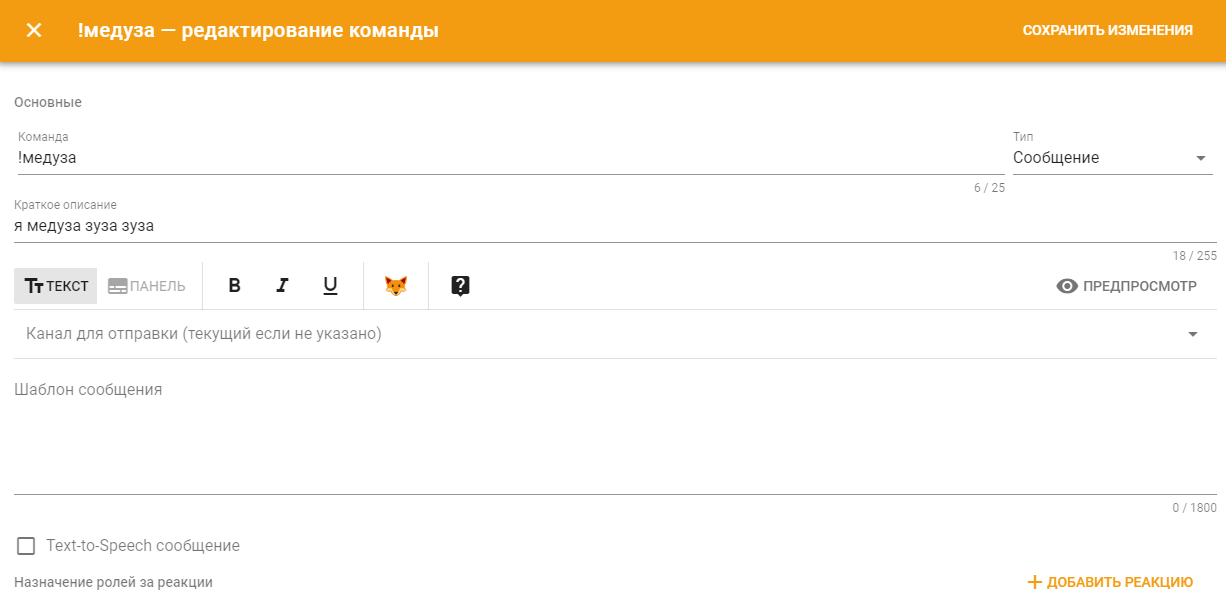 !медуза — редактирование команды
СОХРАНИТЬ ИЗМЕНЕНИЯ
Основные
Команда
!медуза
6 / 25
Тип
Сообщение
Краткое описание
я медуза зуза зуза
18 / 255
ТЕКСТ
ПАНЕЛЬ
B I U
ПРЕДПРОСМОТР
Канал для отправки (текущий если не указано)
Шаблон сообщения
0 / 1800
Text-to-Speech сообщение
Назначение ролей за реакции
ДОБАВИТЬ РЕАКЦИЮ